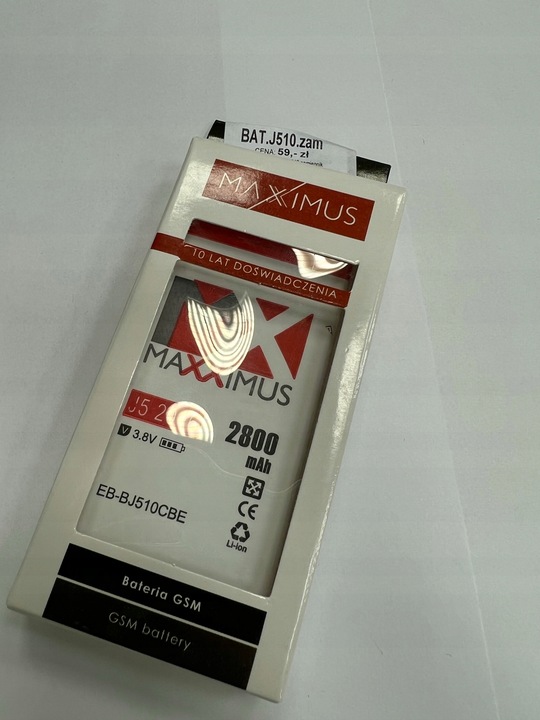 BAT.J510.zam
CENA: 59,- zł
MAXXIMUS
10 LAT DOŚWIADCZENIA
MAXXIMUS
J5 2
V 3.8V
2800
mAh
CE
EB-BJ510CBE
Li-Ion
Bateria GSM
GSM battery